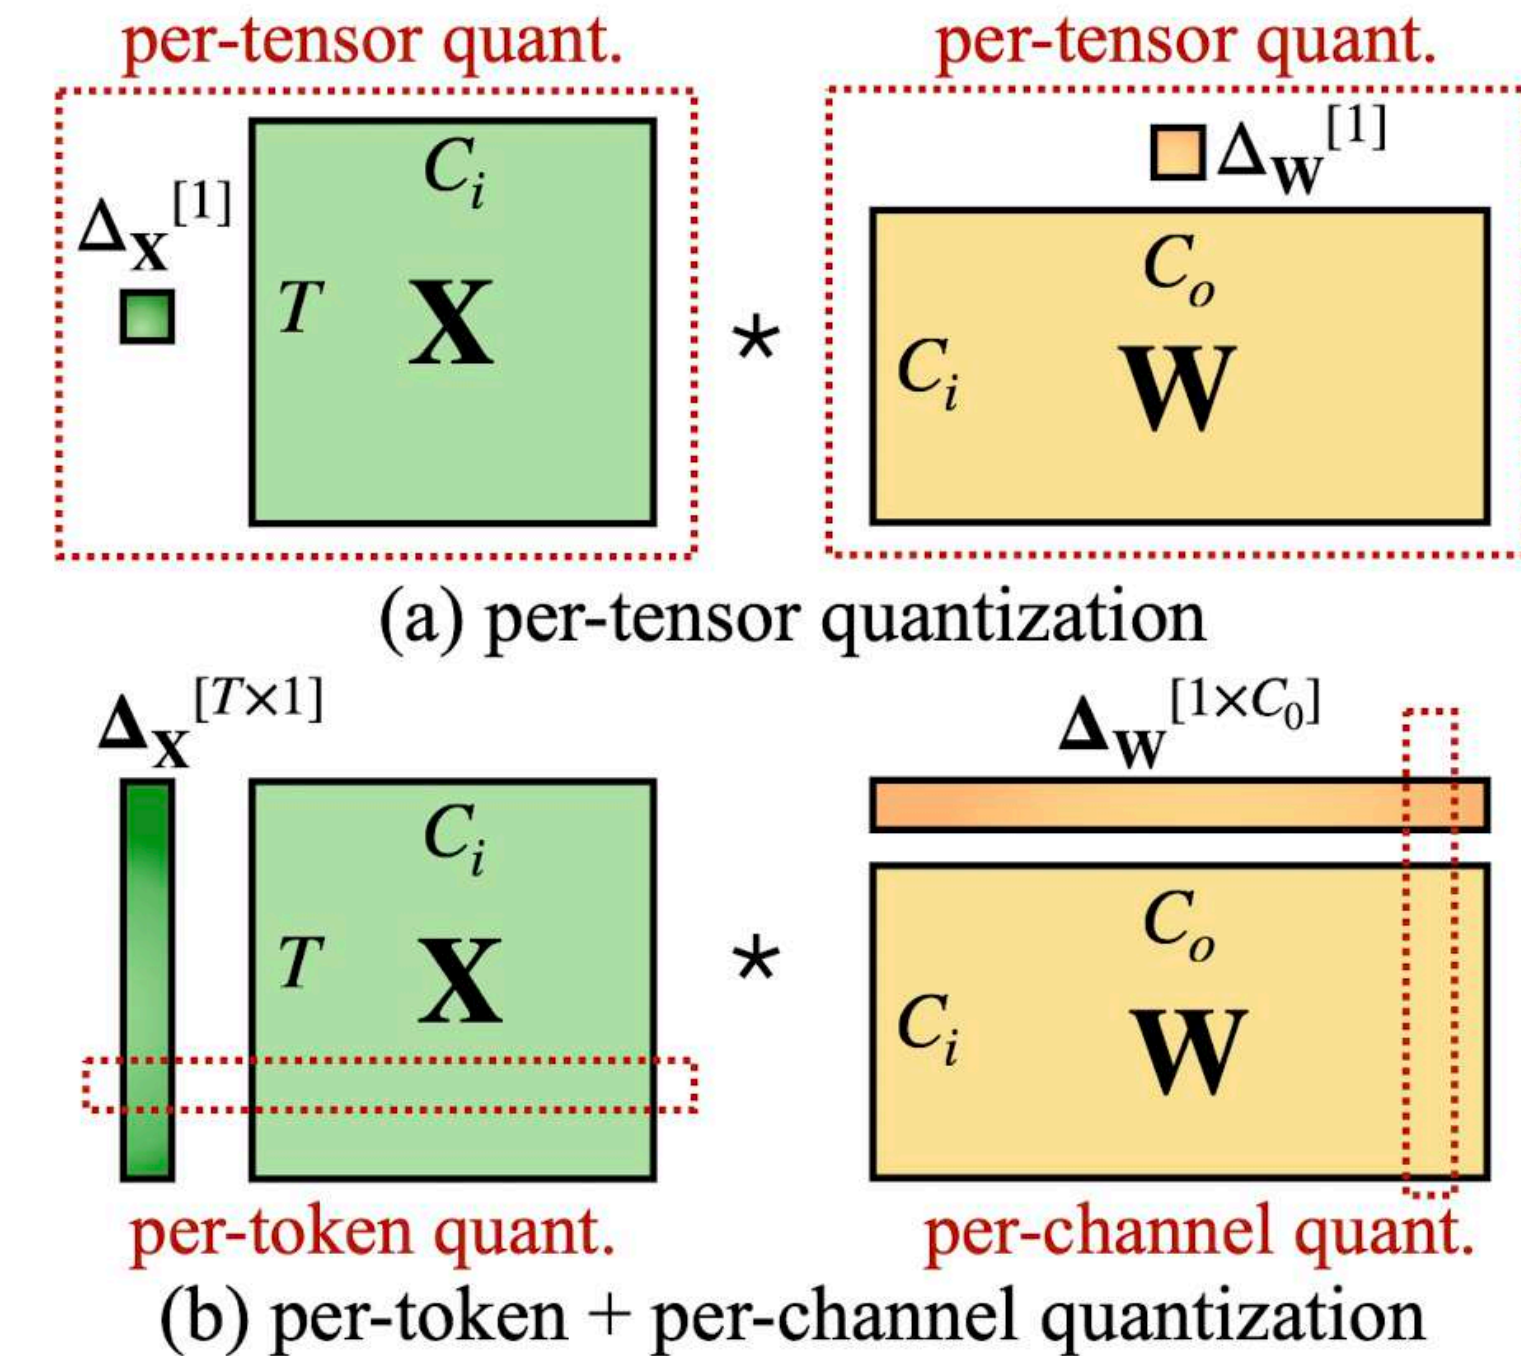 per-tensor quant. per-tensor quant.
Δ_X^[1] C_i Δ_W^[1]
T X * C_o
C_i W
(a) per-tensor quantization
Δ_X^[T×1] Δ_W^[1×C_0]
C_i C_o
T X * C_i W
per-token quant. per-channel quant.
(b) per-token + per-channel quantization